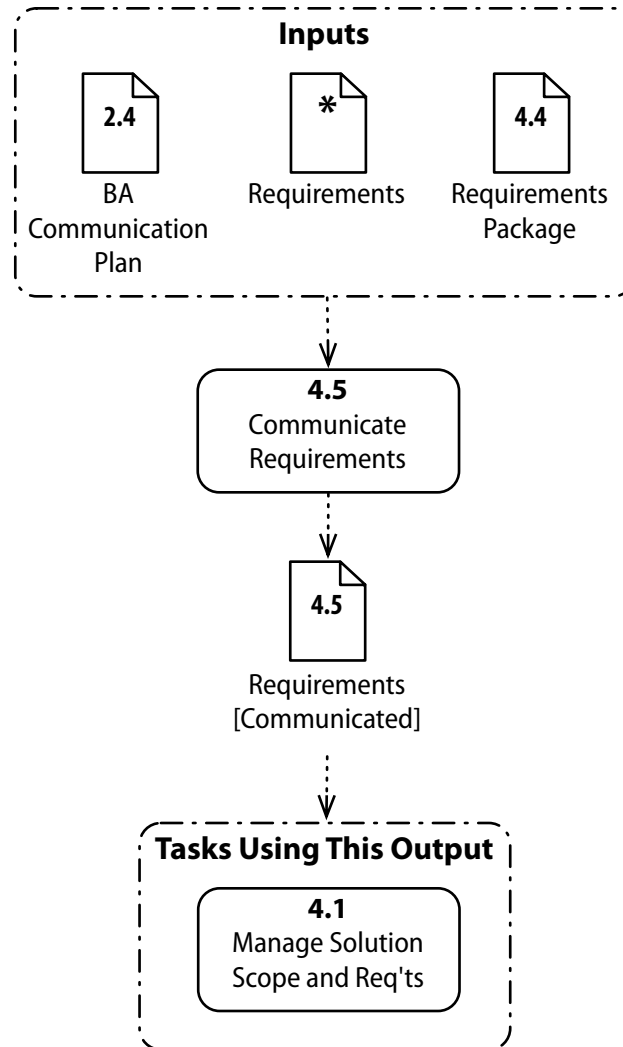 Inputs
2.4
*
4.4
BA
Communication
Plan
Requirements
Requirements
Package
4.5
Communicate
Requirements
4.5
Requirements
[Communicated]
Tasks Using This Output
4.1
Manage Solution
Scope and Req'ts